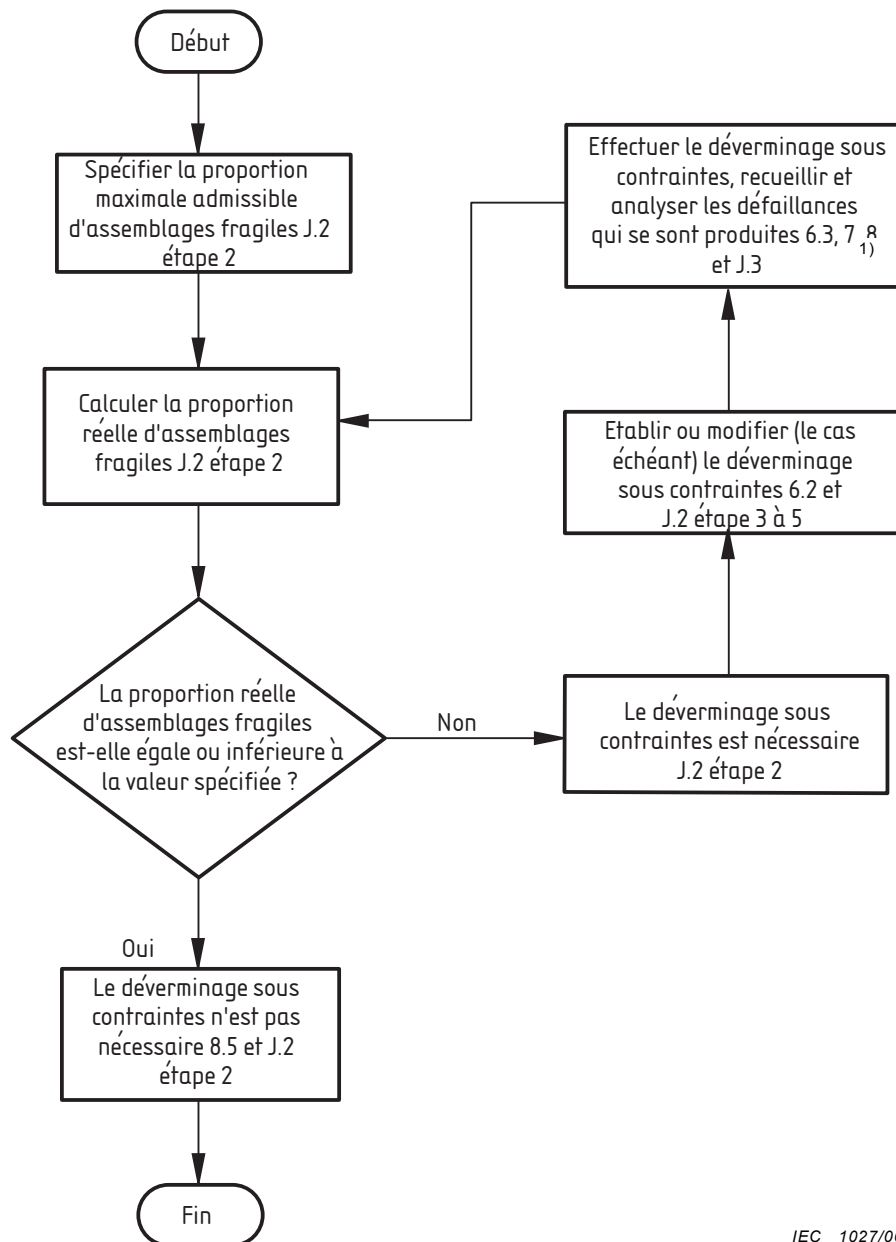 Début
Spécifier la proportion
maximale admissible
d'assemblages fragiles J.2
étape 2
Calculer la proportion
réelle d'assemblages
fragiles J.2 étape 2
La proportion réelle
d'assemblages fragiles
est-elle égale ou inférieure à
la valeur spécifiée ?
Oui
Le déverminage sous
contraintes n'est pas
nécessaire 8.5 et J.2
étape 2
Fin
Non
Le déverminage sous
contraintes est nécessaire
J.2 étape 2
Etablir ou modifier (le cas
échéant) le déverminage
sous contraintes 6.2 et
J.2 étape 3 à 5
Effectuer le déverminage sous
contraintes, recueillir et
analyser les défaillances
qui se sont produites 6.3, 7, 8
1)
et J.3
IEC 1027/0